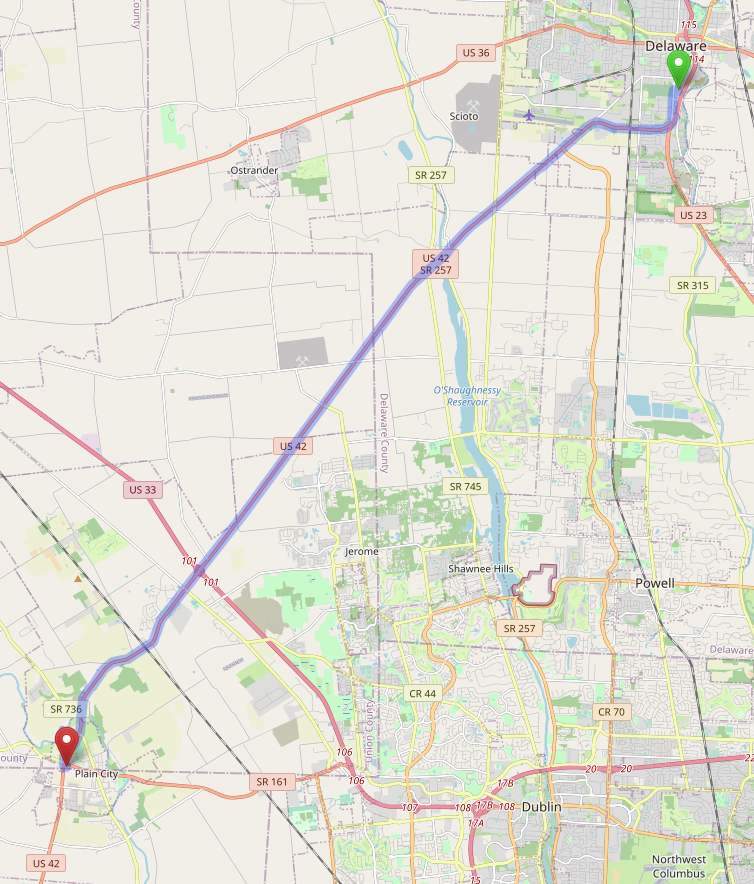 County
115
US 36
Delaware
114
Scioto
Ostrander
SR 257
US 23
US 42
SR 257
SR 315
O'Shaughnessy
Reservoir
Delaware County
US 42
SR 745
US 33
Jerome
101
101
Shawnee Hills
Powell
SR 257
Delaware
CR 44
SR 736
CR 70
Union County
County
106
Plain City
SR 161
106
17B
20
20
22
107
108
17B
108
Dublin
17A
US 42
Northwest
Columbus
15